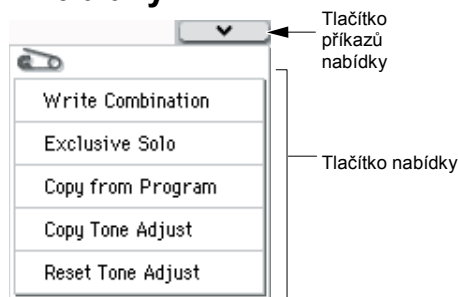 Tlačítko
příkazů
nabídky
Write Combination
Exclusive Solo
Copy from Program
Copy Tone Adjust
Reset Tone Adjust
Tlačítko nabídky